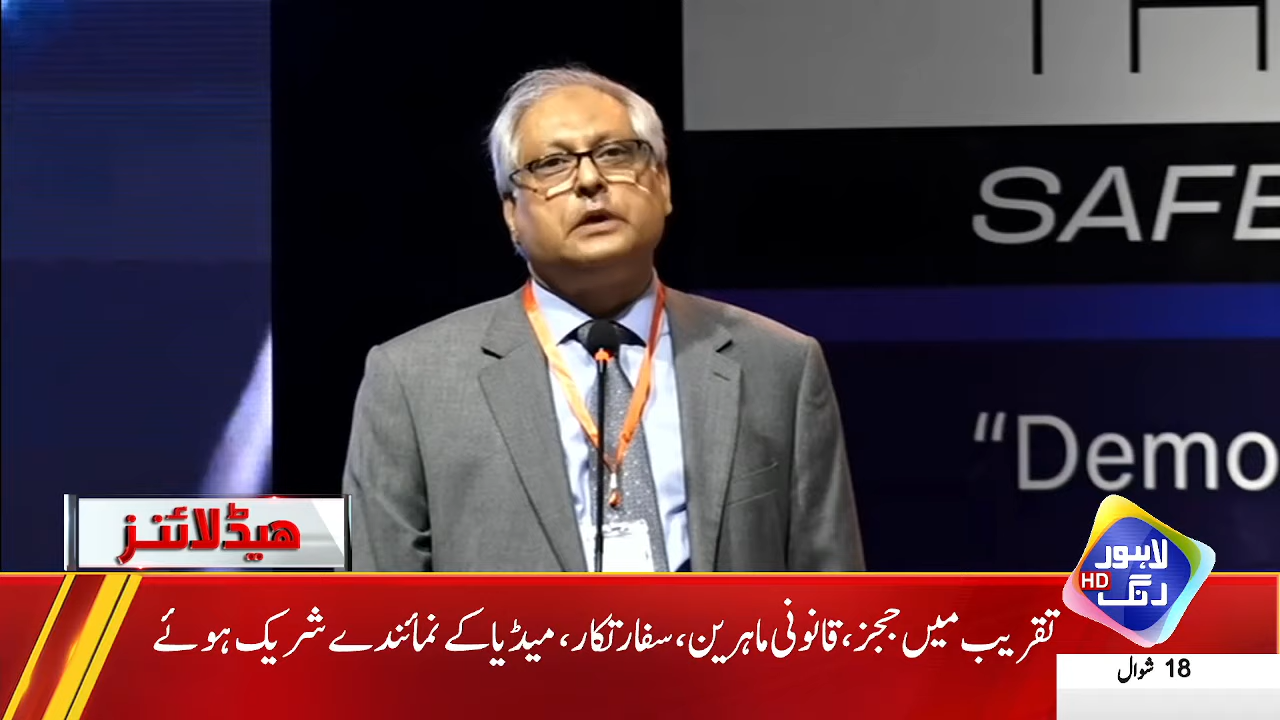 SAFE
“Demo
ہیڈلائنز
لاہور
HD رنگ
تقریب میں ججز، قانونی ماہرین، سفارتکار، میڈیا کے نمائندے شریک ہوئے
18 شوال